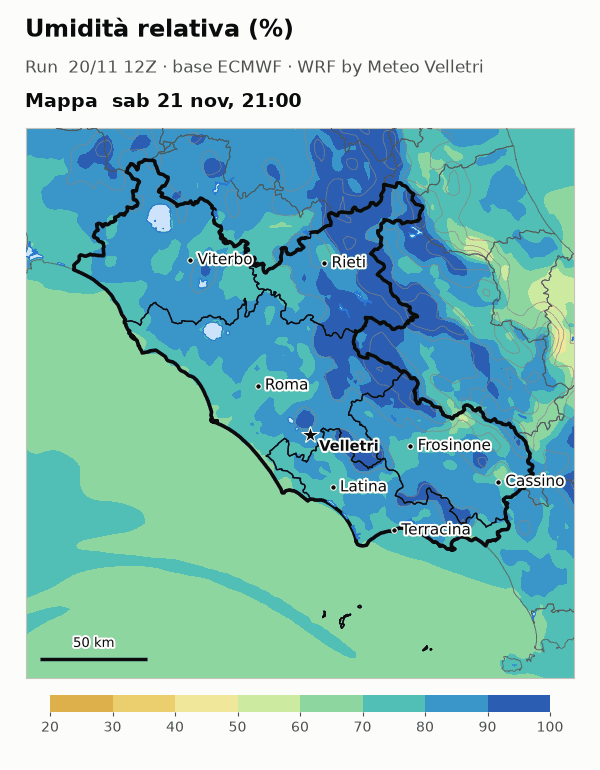 Umidità relativa (%)
Run  20/11 12Z · base ECMWF · WRF by Meteo Velletri
Mappa  sab 21 nov, 21:00
Viterbo
Rieti
Roma
Velletri
Frosinone
Latina
Cassino
Terracina
50 km
20 30 40 50 60 70 80 90 100